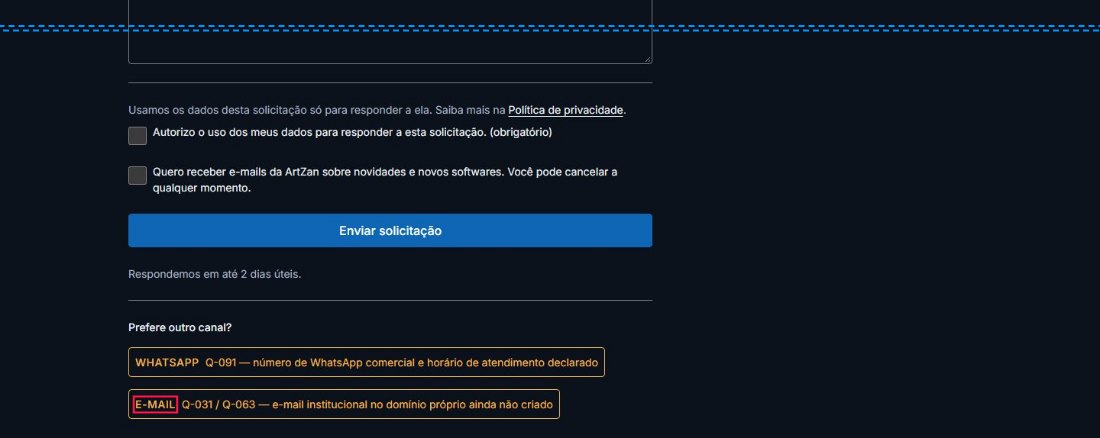 Usamos os dados desta solicitação só para responder a ela. Saiba mais na Política de privacidade.
Autorizo o uso dos meus dados para responder a esta solicitação. (obrigatório)
Quero receber e-mails da ArtZan sobre novidades e novos softwares. Você pode cancelar a
qualquer momento.
Enviar solicitação
Respondemos em até 2 dias úteis.
Prefere outro canal?
WHATSAPP Q-091 — número de WhatsApp comercial e horário de atendimento declarado
E-MAIL Q-031 / Q-063 — e-mail institucional no domínio próprio ainda não criado